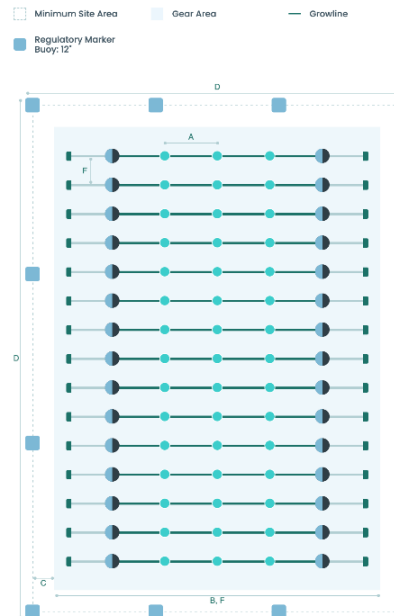 Minimum Site Area
Gear Area
Growline
Regulatory Marker
Buoy: 12"
D
A
F
D
C
B, F